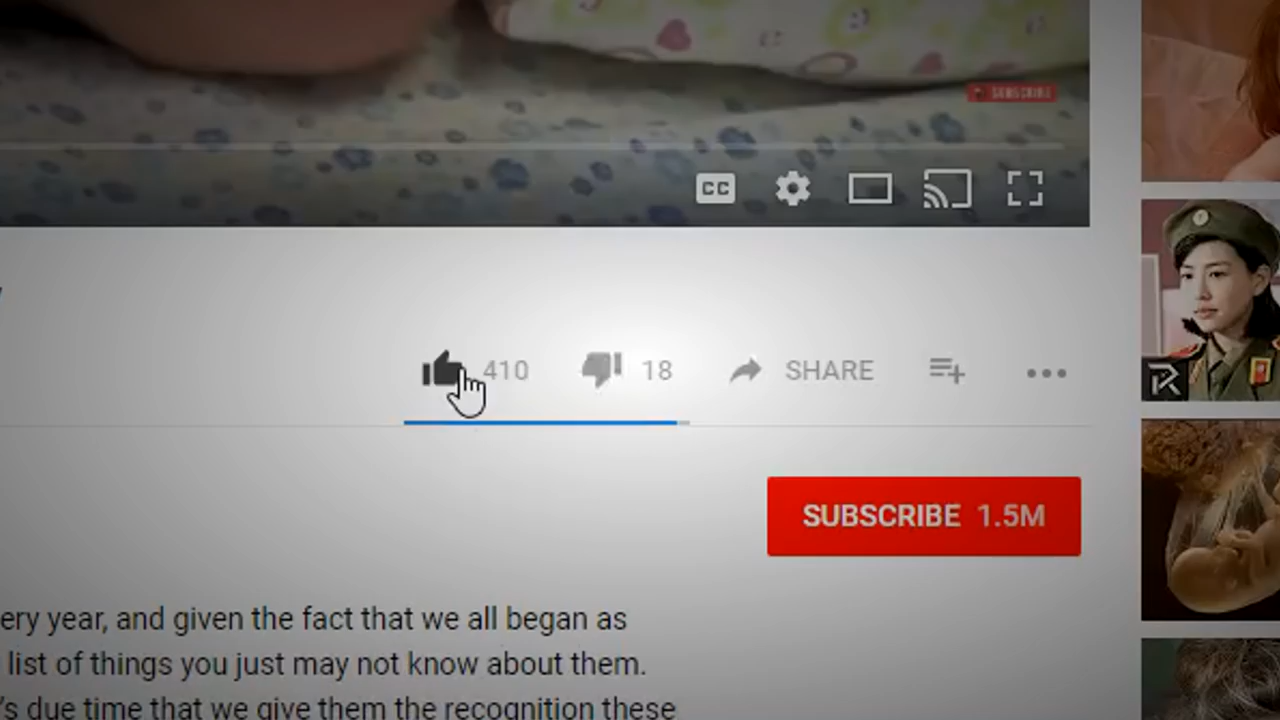 SUBSCRIBE
CC
410 18 SHARE
SUBSCRIBE 1.5M
ery year, and given the fact that we all began as
list of things you just may not know about them.
's due time that we give them the recognition these